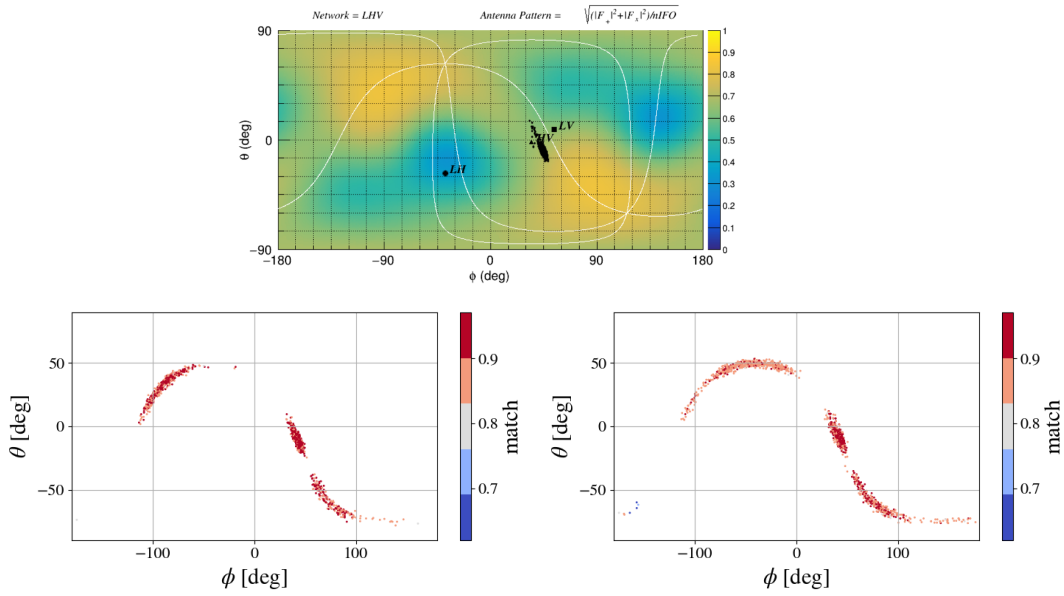 Network = LHV Antenna Pattern = √(|F₊|²+|Fₓ|²)/nIFO
90
0
−90
θ (deg)
LV
HV
LH
−180 −90 0 90 180
φ (deg)
1
0.9
0.8
0.7
0.6
0.5
0.4
0.3
0.2
0.1
0
50
0
−50
θ [deg]
−100 0 100
φ [deg]
0.9
0.8
0.7
match
50
0
−50
θ [deg]
−100 0 100
φ [deg]
0.9
0.8
0.7
match